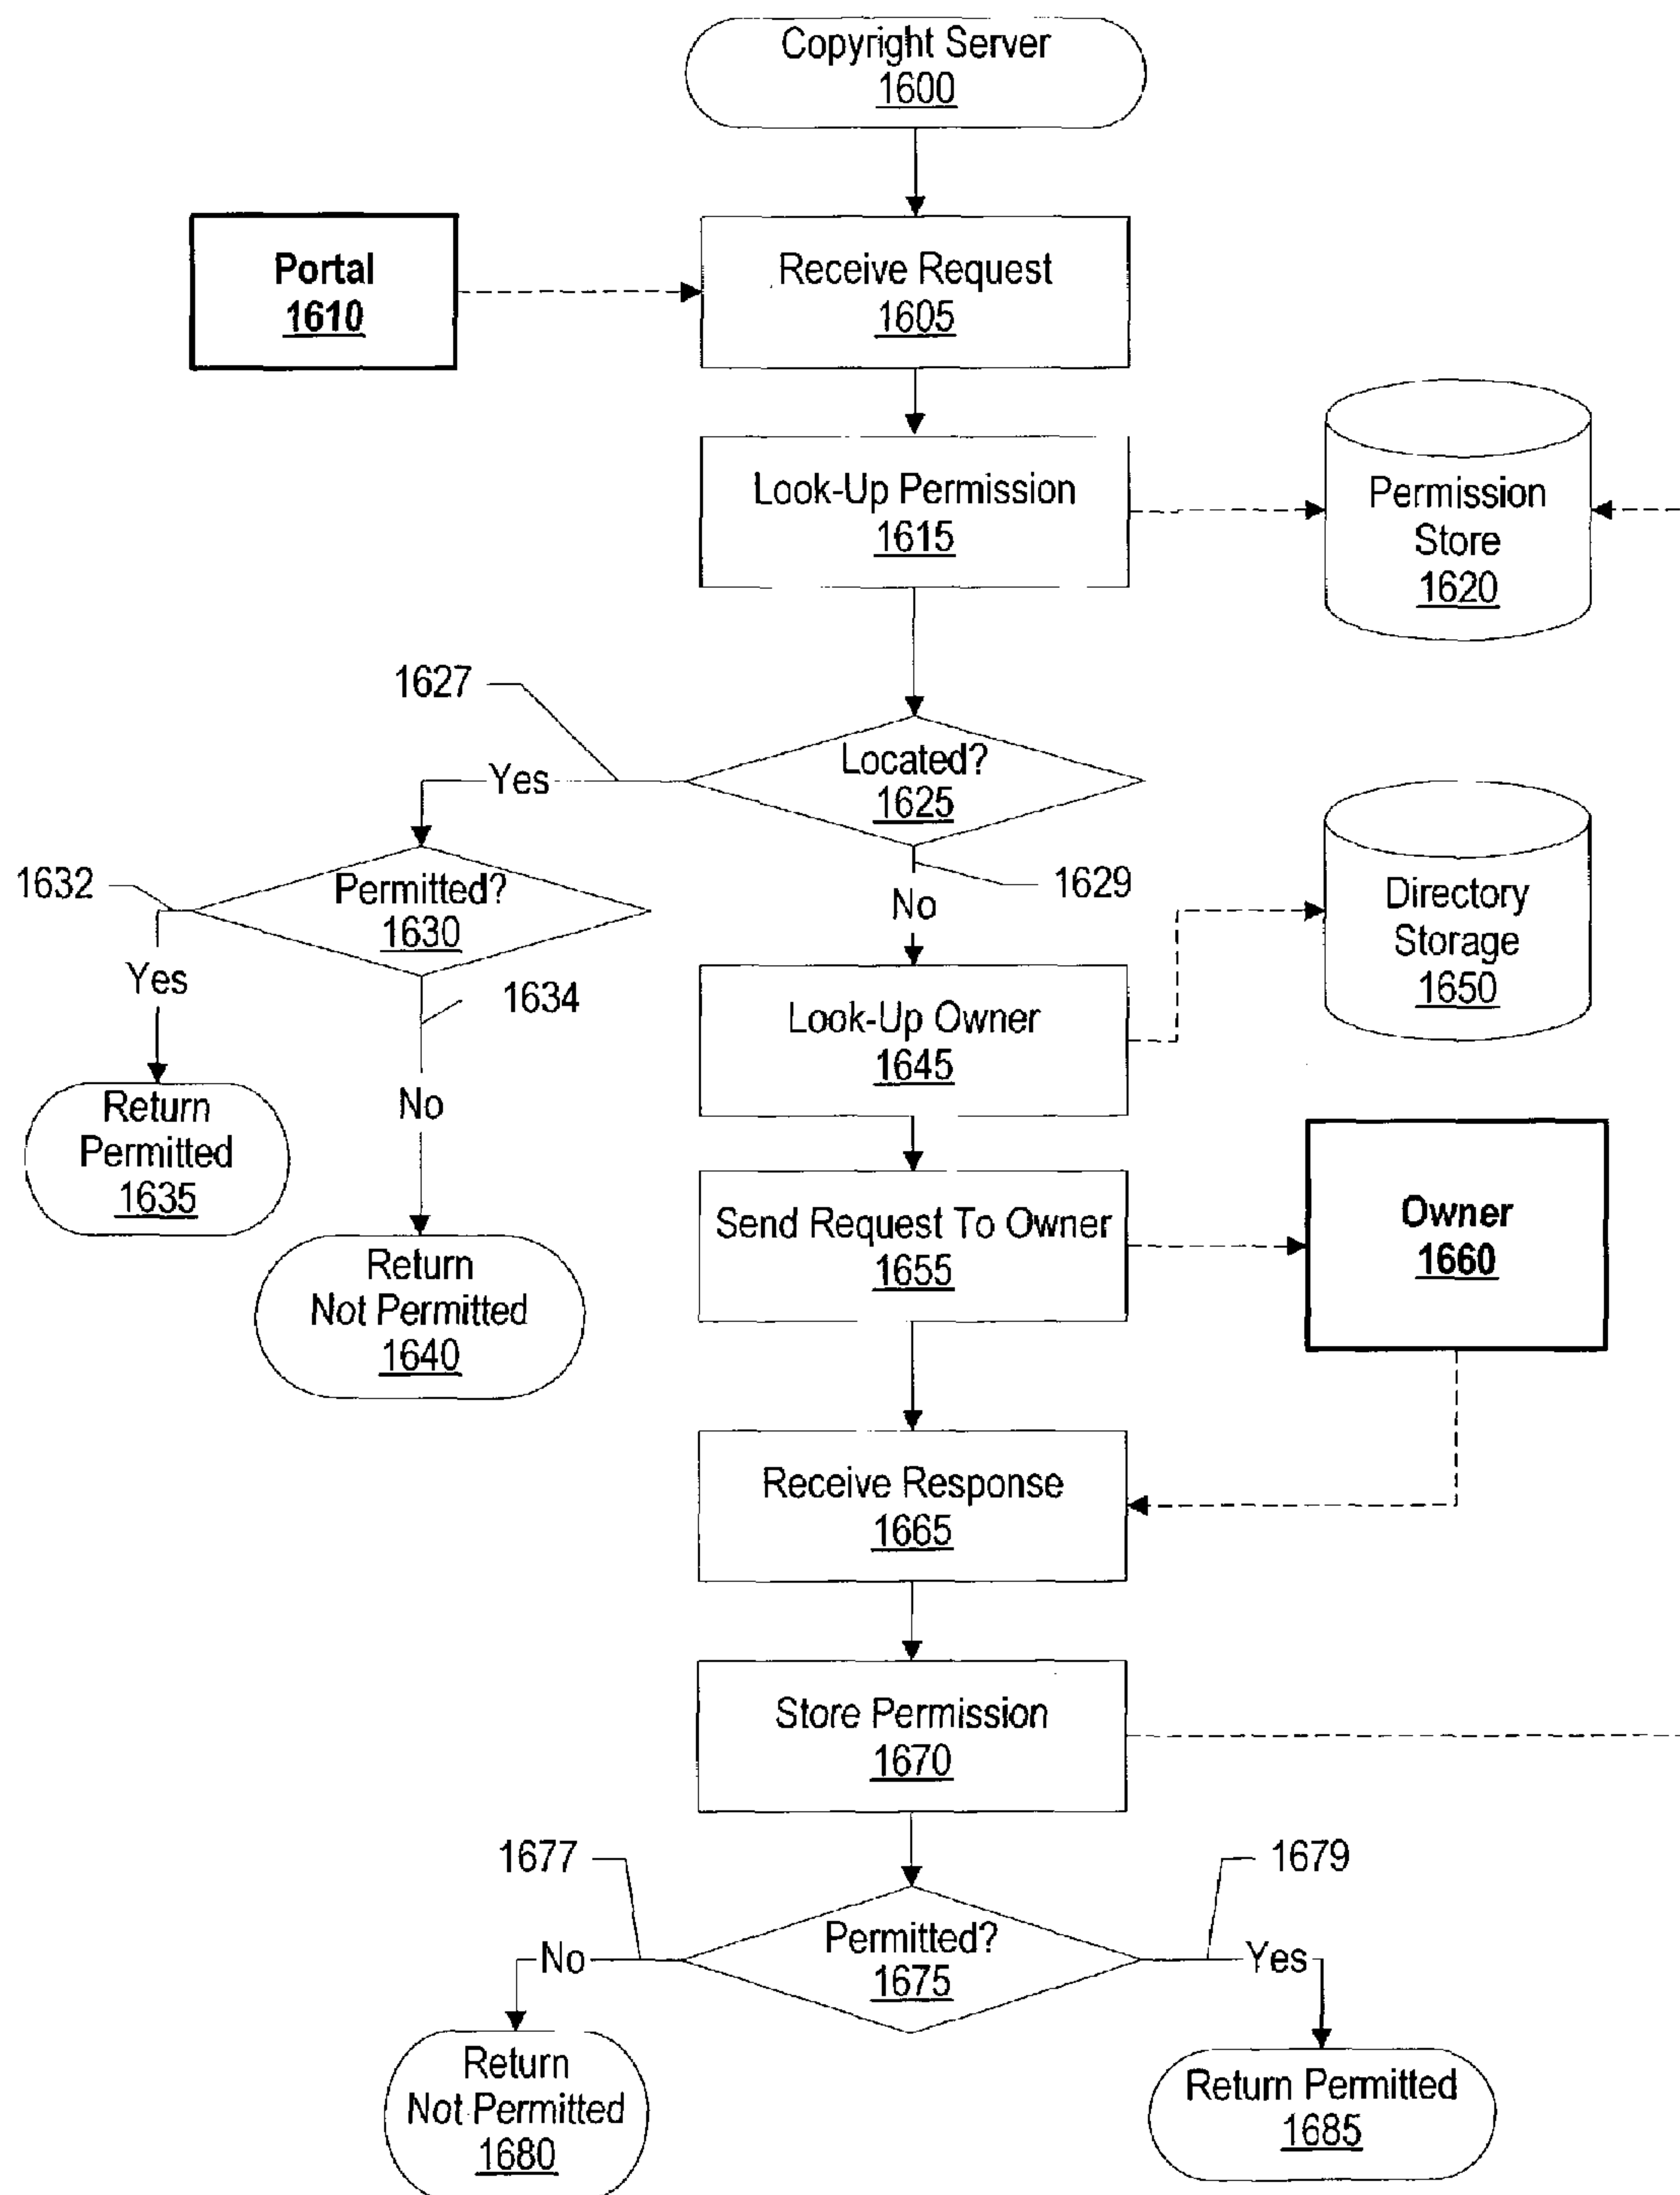 Copyright Server
1600
Portal
1610
Receive Request
1605
Look-Up Permission
1615
Permission
Store
1620
1627
Located?
1625
Yes
1629
No
1632
Permitted?
1630
Yes
1634
No
Directory
Storage
1650
Look-Up Owner
1645
Return
Permitted
1635
Send Request To Owner
1655
Owner
1660
Return
Not Permitted
1640
Receive Response
1665
Store Permission
1670
1677
1679
Permitted?
1675
No
Yes
Return
Not Permitted
1680
Return Permitted
1685